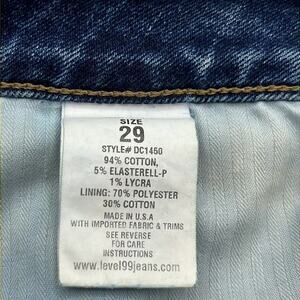 SIZE
29
STYLE# DC1450
94% COTTON,
5% ELASTERELL-P
1% LYCRA
LINING: 70% POLYESTER
30% COTTON
MADE IN U.S.A
WITH IMPORTED FABRIC & TRIMS
SEE REVERSE
FOR CARE
INSTRUCTIONS
www.level99jeans.com